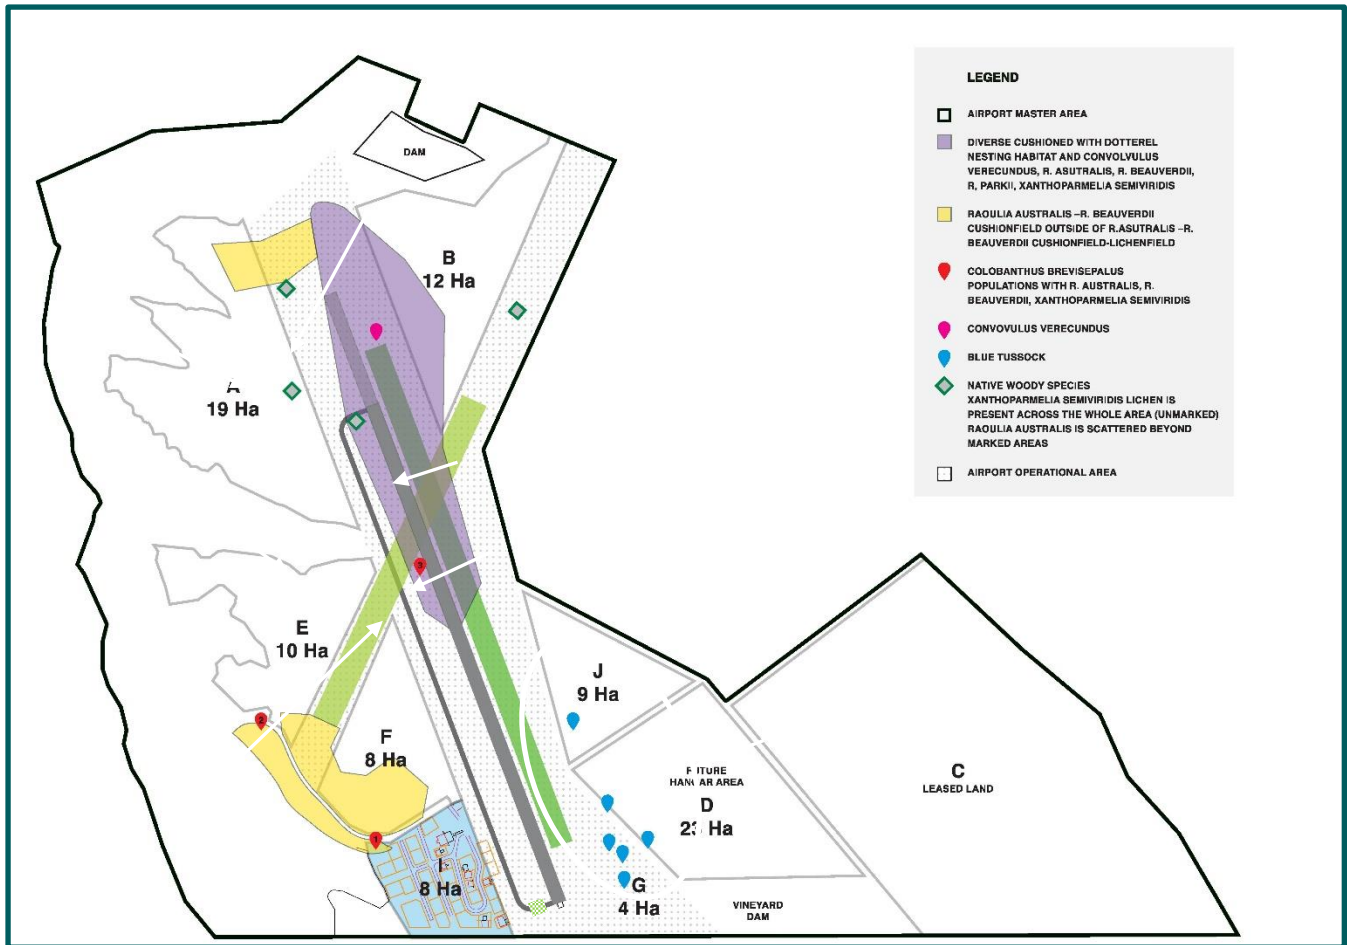 LEGEND
AIRPORT MASTER AREA
DIVERSE CUSHIONED WITH DOTTEREL
NESTING HABITAT AND CONVOLVULUS
VERECUNDUS, R. ASUTRALIS, R. BEAUVERDII,
R, PARKII, XANTHOPARMELIA SEMIVIRIDIS
RAOULIA AUSTRALIS –R. BEAUVERDII
CUSHIONFIELD OUTSIDE OF R.ASUTRALIS –R.
BEAUVERDII CUSHIONFIELD-LICHENFIELD
COLOBANTHUS BREVISEPALUS
POPULATIONS WITH R. AUSTRALIS, R.
BEAUVERDII, XANTHOPARMELIA SEMIVIRIDIS
CONVOVULUS VERECUNDUS
BLUE TUSSOCK
NATIVE WOODY SPECIES
XANTHOPARMELIA SEMIVIRIDIS LICHEN IS
PRESENT ACROSS THE WHOLE AREA (UNMARKED)
RAOULIA AUSTRALIS IS SCATTERED BEYOND
MARKED AREAS
AIRPORT OPERATIONAL AREA
DAM
B
12 Ha
A
19 Ha
3
E
10 Ha
J
9 Ha
2
F
8 Ha
FUTURE
HANGAR AREA
D
23 Ha
C
LEASED LAND
1
I
8 Ha
G
4 Ha
VINEYARD
DAM